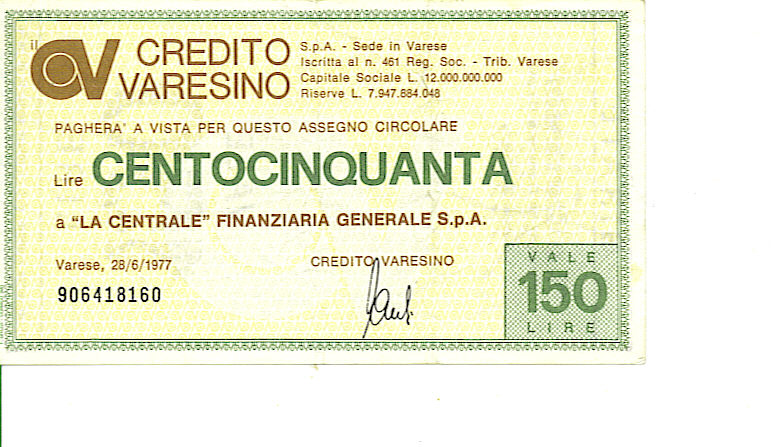 il CREDITO VARESINO
S.p.A. - Sede in Varese
Iscritta al n. 461 Reg. Soc. - Trib. Varese
Capitale Sociale L. 12.000.000.000
Riserve L. 7.947.884.048
PAGHERA' A VISTA PER QUESTO ASSEGNO CIRCOLARE
Lire CENTOCINQUANTA
a "LA CENTRALE" FINANZIARIA GENERALE S.p.A.
Varese, 28/6/1977
CREDITO VARESINO
906418160
VALE
150
LIRE